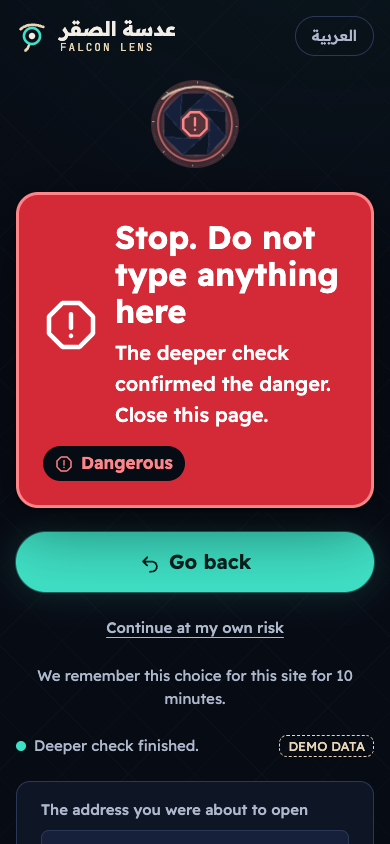 عدسة الصقر
FALCON LENS
العربية
Stop. Do not
type anything
here
The deeper check
confirmed the danger.
Close this page.
Dangerous
Go back
Continue at my own risk
We remember this choice for this site for 10
minutes.
Deeper check finished.
DEMO DATA
The address you were about to open